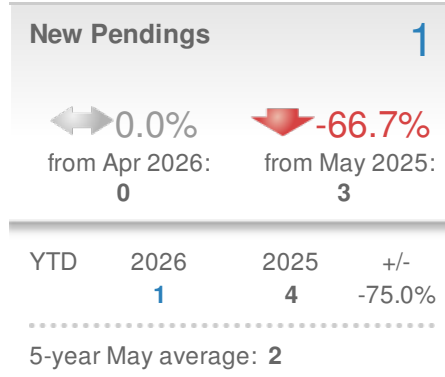 New Pendings 1
0.0% -66.7%
from Apr 2026: from May 2025:
0 3
YTD 2026 2025 +/-
1 4 -75.0%
5-year May average: 2